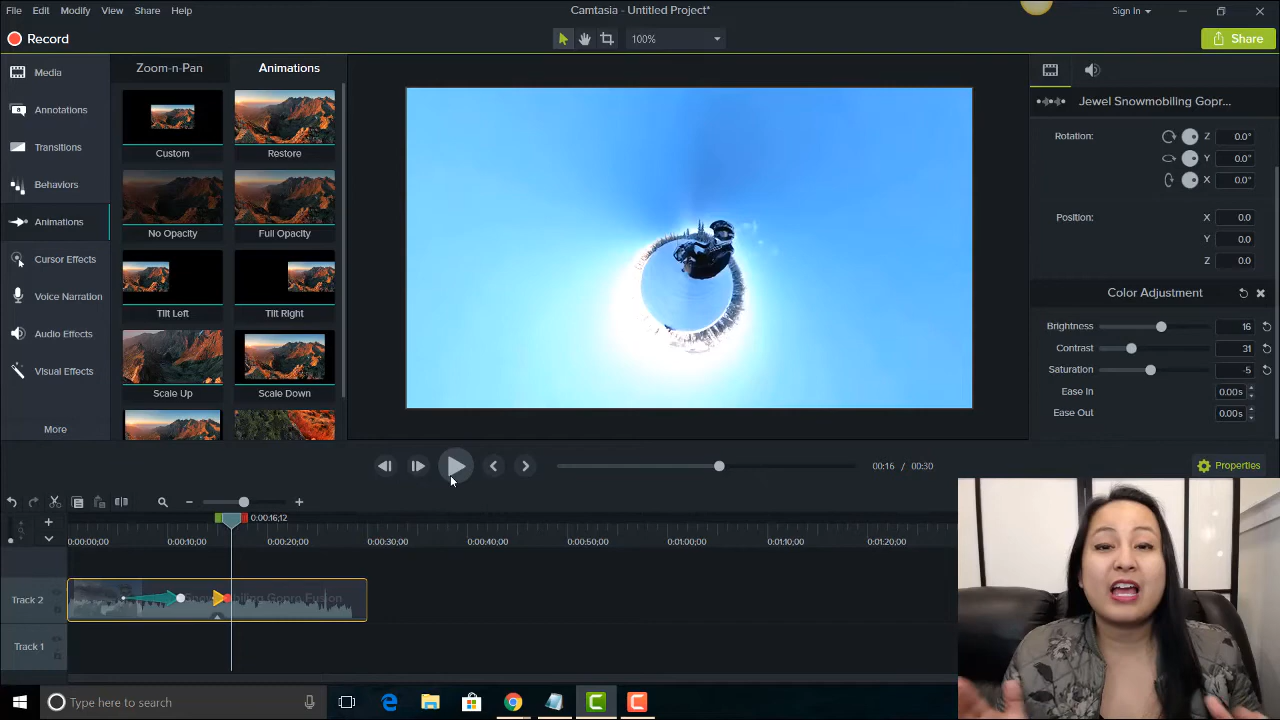 File Edit Modify View Share Help
Camtasia - Untitled Project*
Sign In
Record
100%
Share
Media
Annotations
Transitions
Behaviors
Animations
Cursor Effects
Voice Narration
Audio Effects
Visual Effects
More
Zoom-n-Pan Animations
Custom Restore
No Opacity Full Opacity
Tilt Left Tilt Right
Scale Up Scale Down
Jewel Snowmobiling Gopr...
Rotation: Z 0.0°
Y 0.0°
X 0.0°
Position: X 0.0
Y 0.0
Z 0.0
Color Adjustment
Brightness 16
Contrast 31
Saturation -5
Ease In 0.00s
Ease Out 0.00s
00:16 / 00:30
Properties
0:00:16;12
0:00:00;00 0:00:10;00 0:00:20;00 0:00:30;00 0:00:40;00 0:00:50;00 0:01:00;00 0:01:10;00 0:01:20;00
Track 2
Gopro Fusion
Track 1
Type here to search